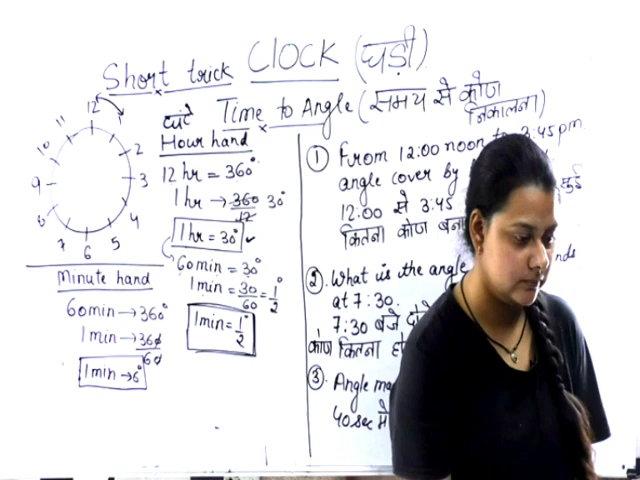 Short trick CLOCK (घड़ी)
Time to Angle (समय से कोण निकालना)
12
1
2
3
4
5
6
7
8
9
10
11
घंटे
Hour hand
12 hr = 360°
1 hr → 360 30°
12
1 hr = 30°
60 min = 30°
1 min = 30 = 1°
60 2
1 min = 1°
2
Minute hand
60 min → 360°
1 min → 360
60
1 min → 6°
① From 12:00 noon to 3:45 pm
angle cover by
12:00 से 3:45
कितना कोण
② What is the angle
at 7:30.
7:30 बजे
कोण कितना
③ Angle
40 sec में